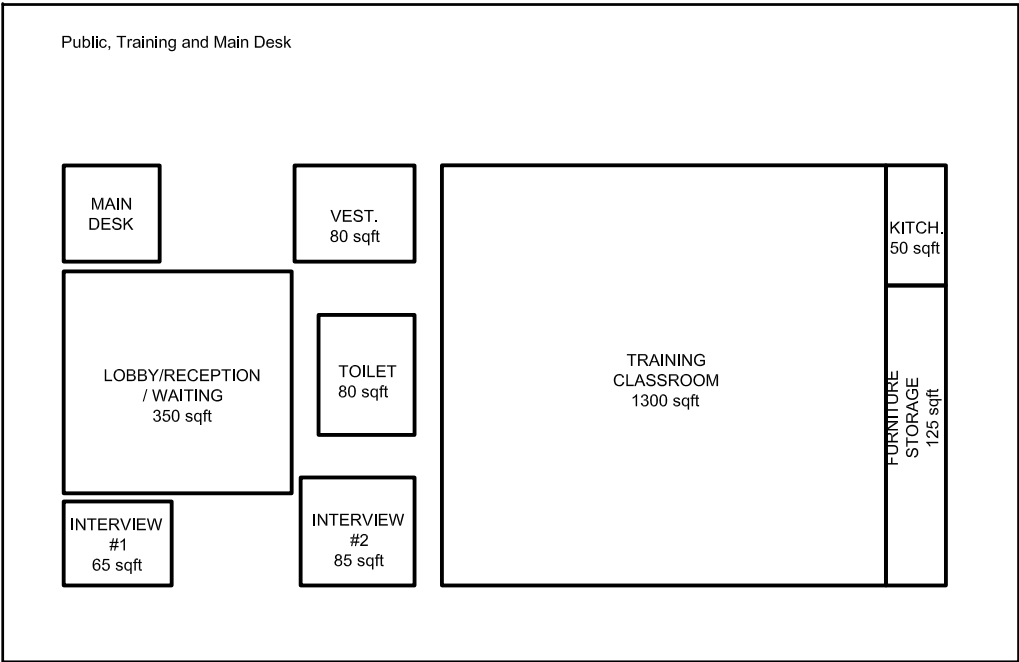 Public, Training and Main Desk
MAIN
DESK
VEST.
80 sqft
KITCH.
50 sqft
LOBBY/RECEPTION
/ WAITING
350 sqft
TOILET
80 sqft
TRAINING
CLASSROOM
1300 sqft
FURNITURE
STORAGE
125 sqft
INTERVIEW
#1
65 sqft
INTERVIEW
#2
85 sqft